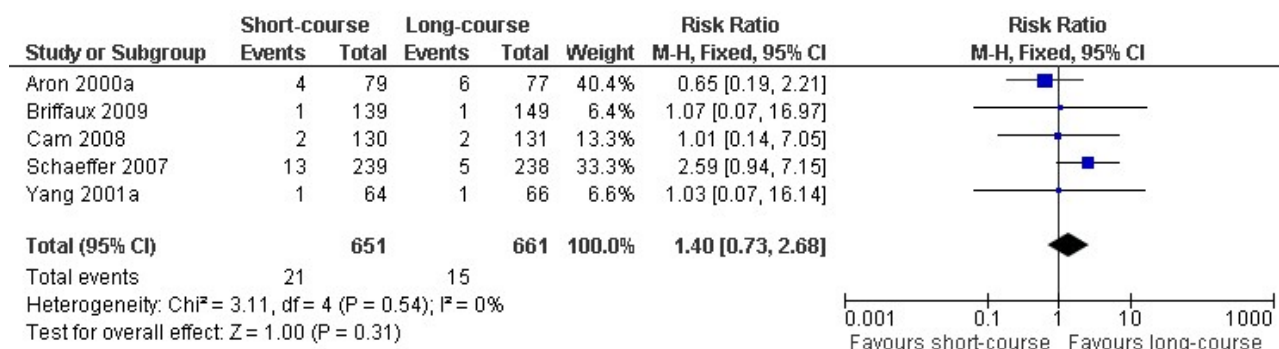 Short-course Long-course Risk Ratio Risk Ratio
Study or Subgroup Events Total Events Total Weight M-H, Fixed, 95% CI M-H, Fixed, 95% CI
Aron 2000a 4 79 6 77 40.4% 0.65 [0.19, 2.21]
Briffaux 2009 1 139 1 149 6.4% 1.07 [0.07, 16.97]
Cam 2008 2 130 2 131 13.3% 1.01 [0.14, 7.05]
Schaeffer 2007 13 239 5 238 33.3% 2.59 [0.94, 7.15]
Yang 2001a 1 64 1 66 6.6% 1.03 [0.07, 16.14]
Total (95% CI) 651 661 100.0% 1.40 [0.73, 2.68]
Total events 21 15
Heterogeneity: Chi² = 3.11, df = 4 (P = 0.54); I² = 0%
Test for overall effect: Z = 1.00 (P = 0.31)
0.001 0.1 1 10 1000
Favours short-course Favours long-course